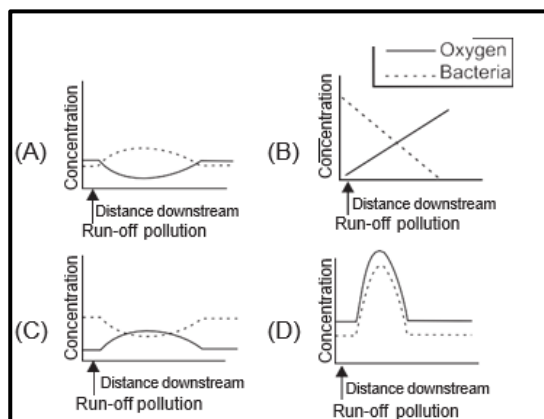 Oxygen
Bacteria
(A)
Concentration
Distance downstream
Run-off pollution
(B)
Concentration
Distance downstream
Run-off pollution
(C)
Concentration
Distance downstream
Run-off pollution
(D)
Concentration
Distance downstream
Run-off pollution